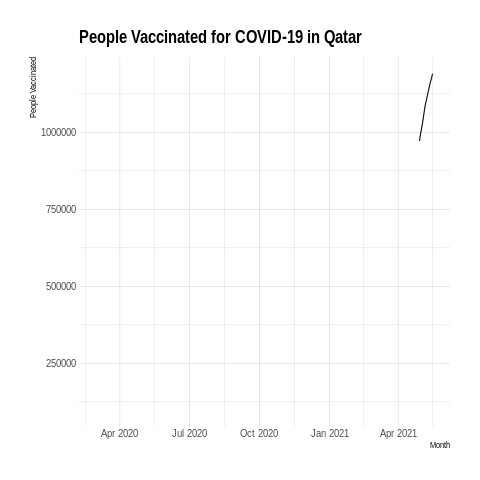 People Vaccinated for COVID-19 in Qatar
People Vaccinated
1000000
750000
500000
250000
Apr 2020 Jul 2020 Oct 2020 Jan 2021 Apr 2021
Month